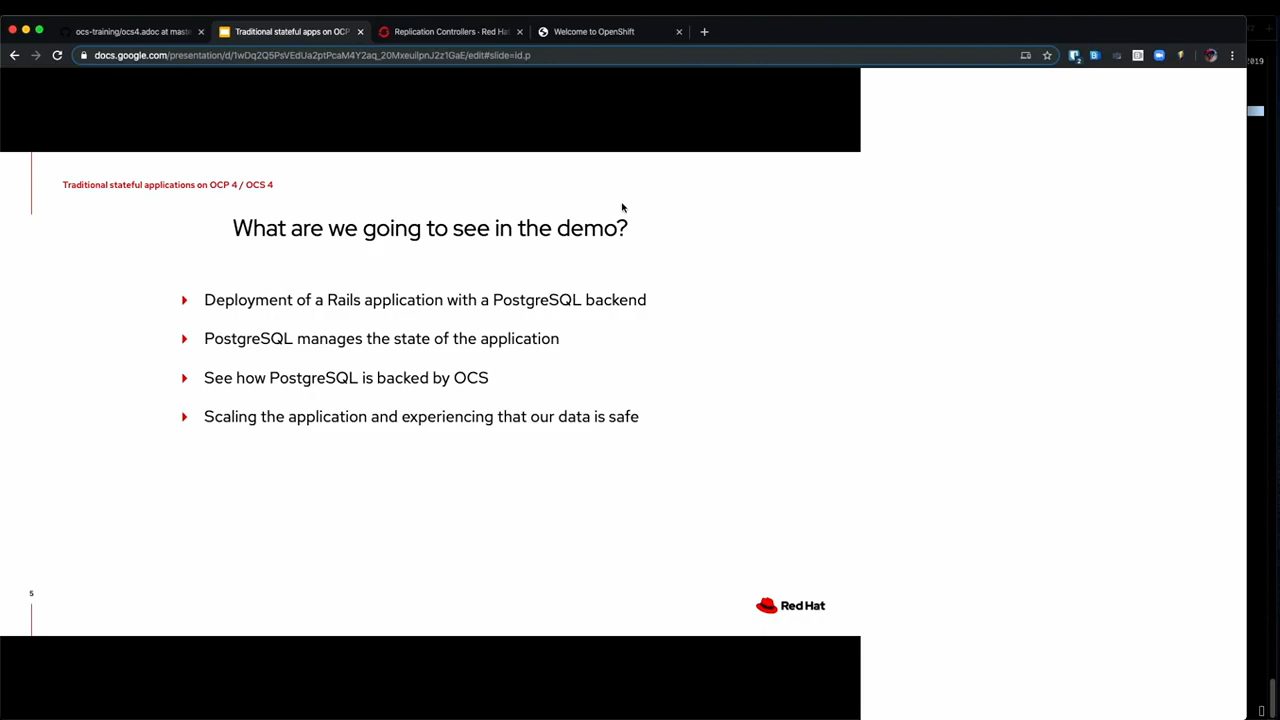 ocs-training/ocs4.adoc at mast
Traditional stateful apps on OCP
Replication Controllers - Red Ha
Welcome to OpenShift
docs.google.com/presentation/d/1wDq2Q5PsVEdUa2ptPcaM4Y2aq_20MxeuilpnJ2z1GaE/edit#slide=id.p
2019
Traditional stateful applications on OCP 4 / OCS 4
What are we going to see in the demo?
Deployment of a Rails application with a PostgreSQL backend
PostgreSQL manages the state of the application
See how PostgreSQL is backed by OCS
Scaling the application and experiencing that our data is safe
5
Red Hat